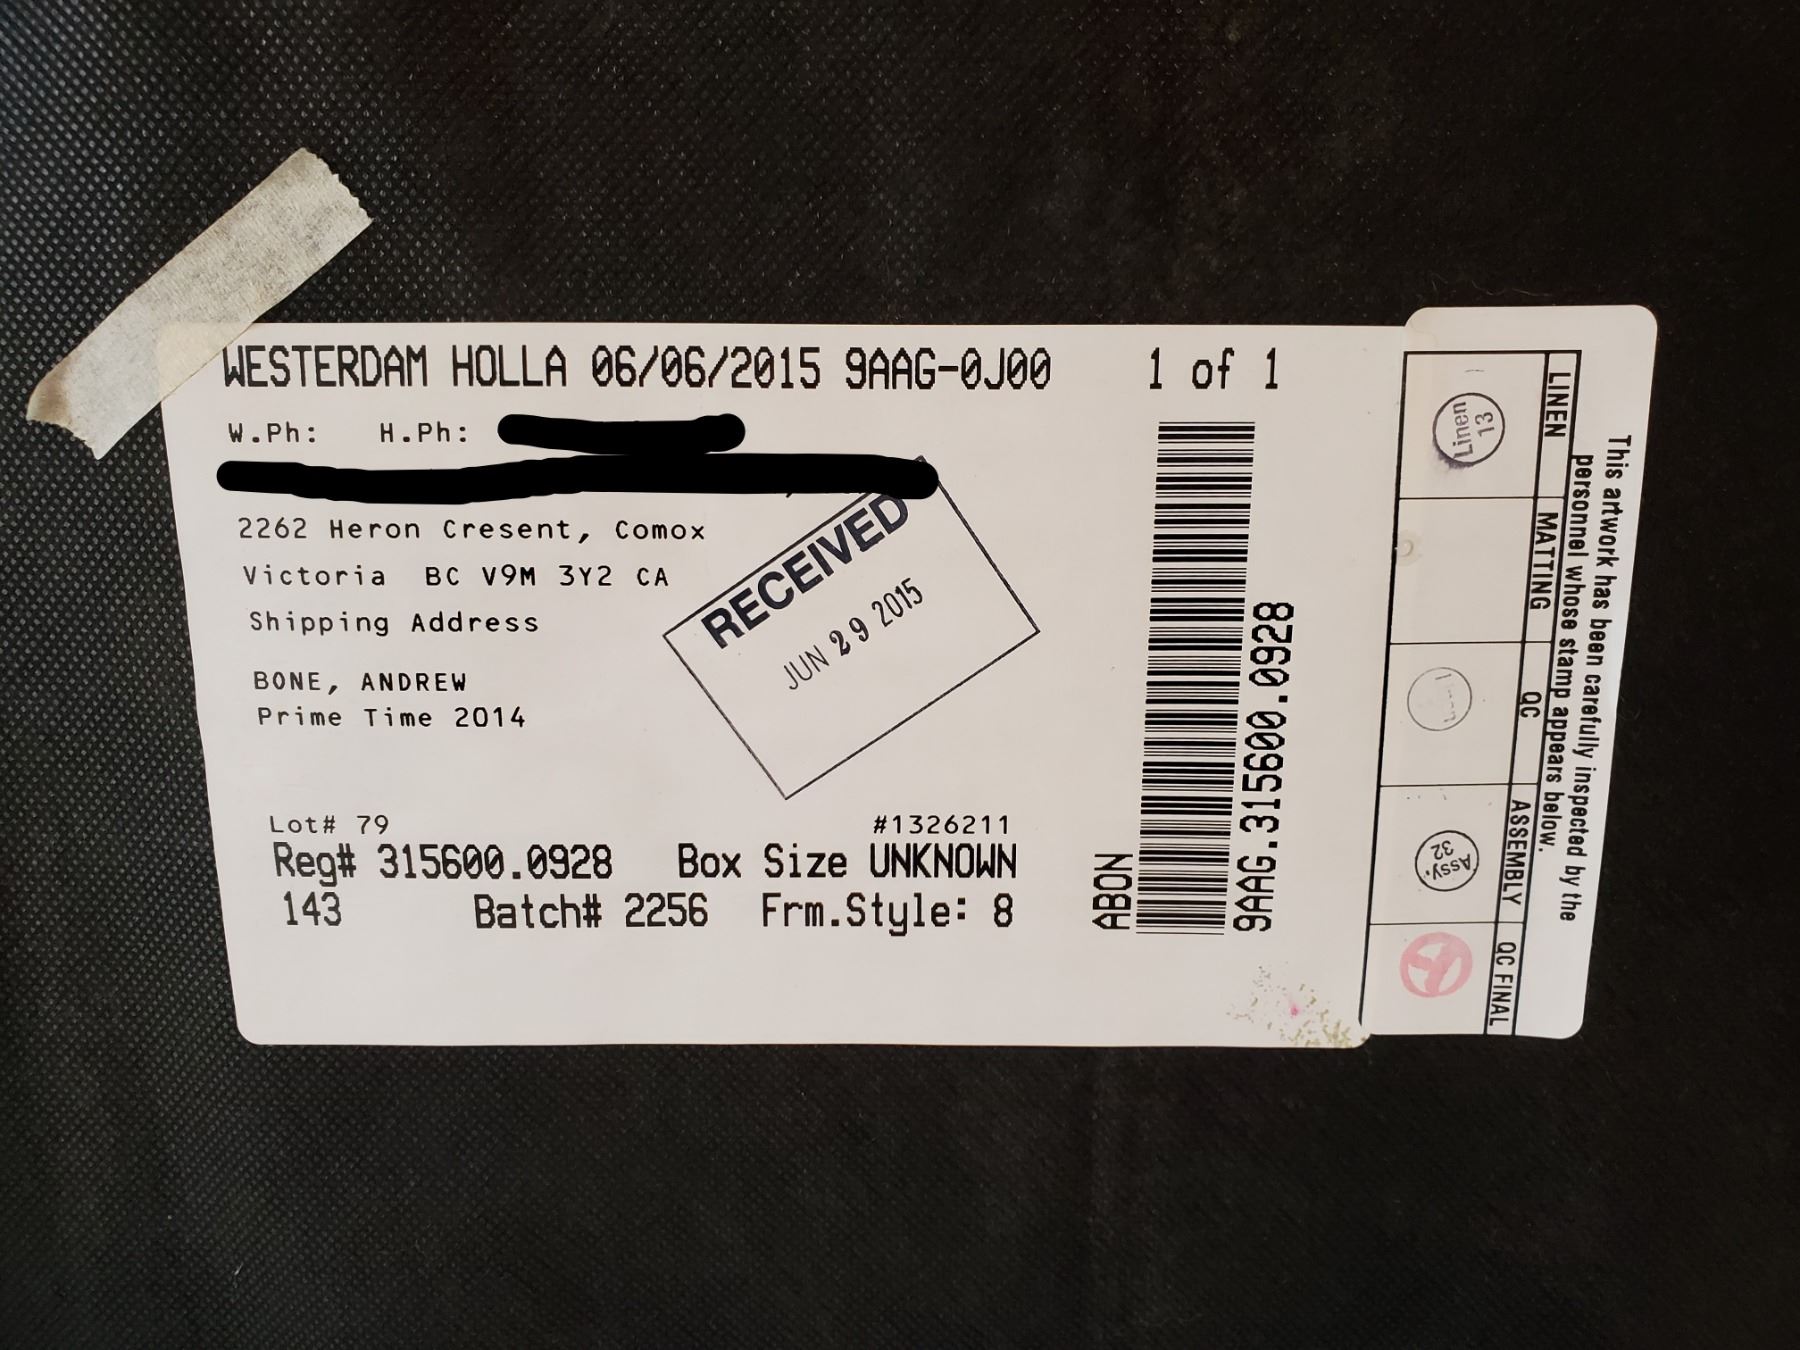 WESTERDAM HOLLA 06/06/2015 9AAG-0J00 1 of 1
W.Ph: H.Ph:
2262 Heron Cresent, Comox
Victoria BC V9M 3Y2 CA
Shipping Address
BONE, ANDREW
Prime Time 2014
RECEIVED
JUN 29 2015
Lot# 79 #1326211
Reg# 315600.0928 Box Size UNKNOWN
143 Batch# 2256 Frm.Style: 8
ABON
9AAG.315600.0928
This artwork has been carefully inspected by the
personnel whose stamp appears below.
LINEN MATTING QC ASSEMBLY QC FINAL
Linen
13
Assy.
32